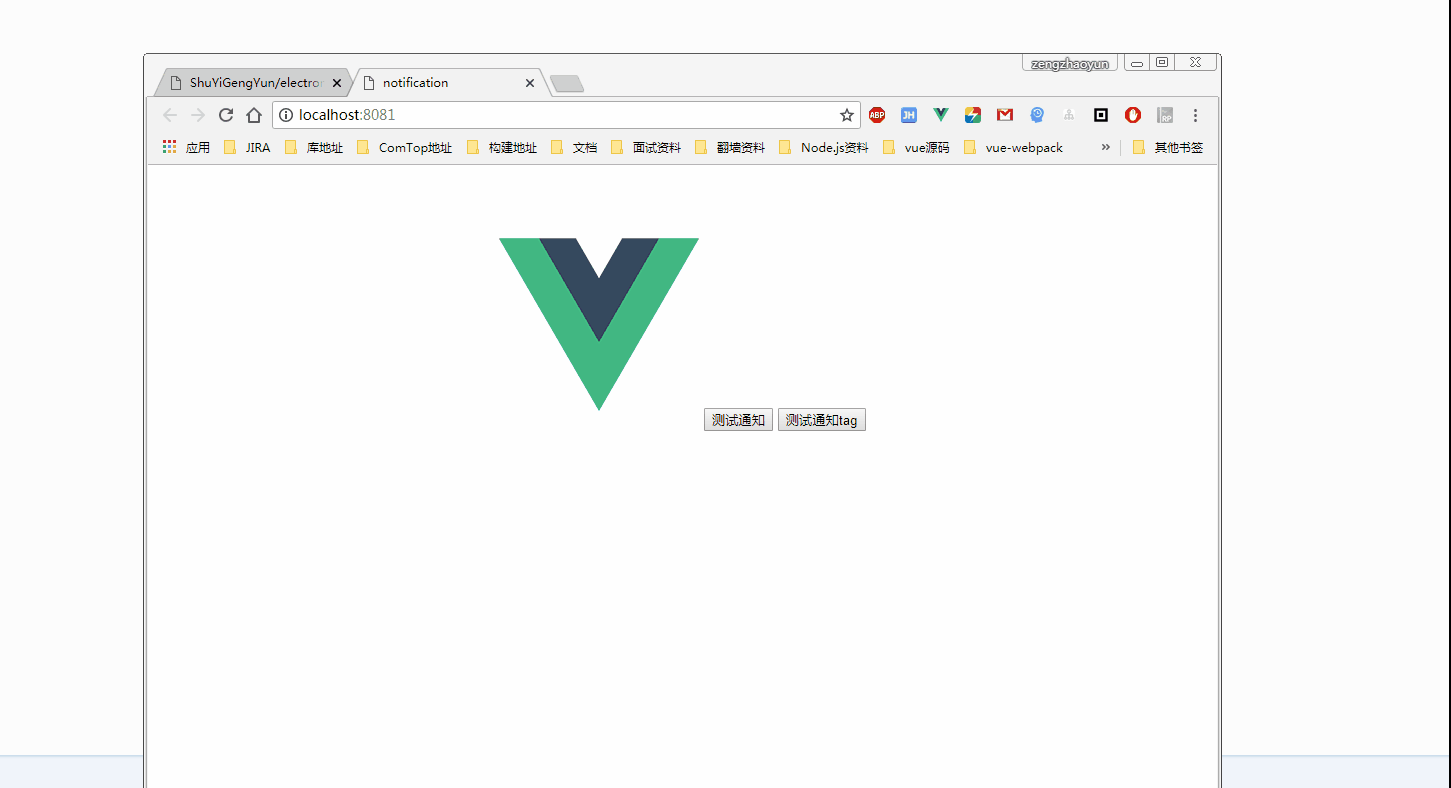 zengzhaoyun
ShuYiGengYun/electron
notification
localhost:8081
ABP JH RP
应用 JIRA 库地址 ComTop地址 构建地址 文档 面试资料 翻墙资料 Node.js资料 vue源码 vue-webpack » 其他书签
测试通知 测试通知tag